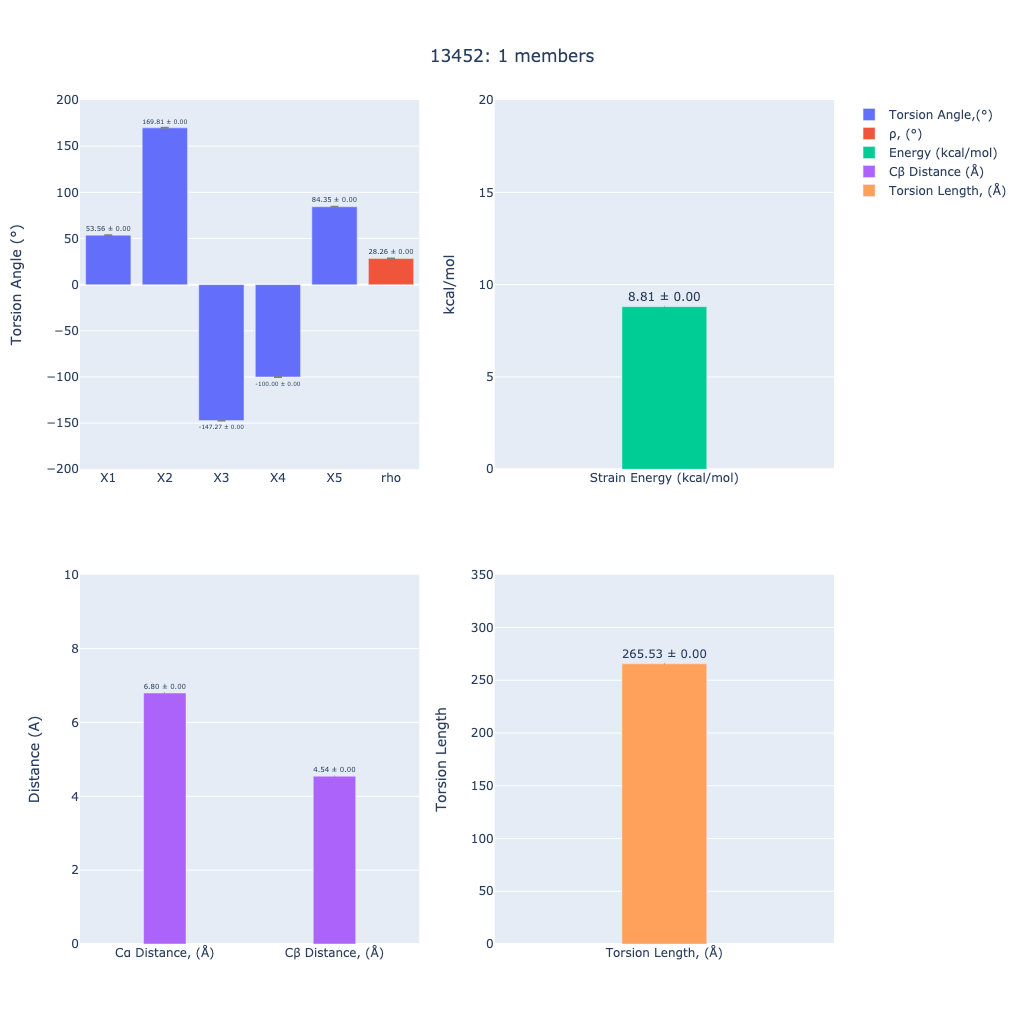 13452: 1 members
Torsion Angle (°)
200
150
100
50
0
−50
−100
−150
−200
53.56 ± 0.00
169.81 ± 0.00
-147.27 ± 0.00
-100.00 ± 0.00
84.35 ± 0.00
28.26 ± 0.00
X1 X2 X3 X4 X5 rho
kcal/mol
20
15
10
5
0
8.81 ± 0.00
Strain Energy (kcal/mol)
Torsion Angle,(°)
ρ, (°)
Energy (kcal/mol)
Cβ Distance (Å)
Torsion Length, (Å)
Distance (A)
10
8
6
4
2
0
6.80 ± 0.00
4.54 ± 0.00
Cα Distance, (Å) Cβ Distance, (Å)
Torsion Length
350
300
250
200
150
100
50
0
265.53 ± 0.00
Torsion Length, (Å)